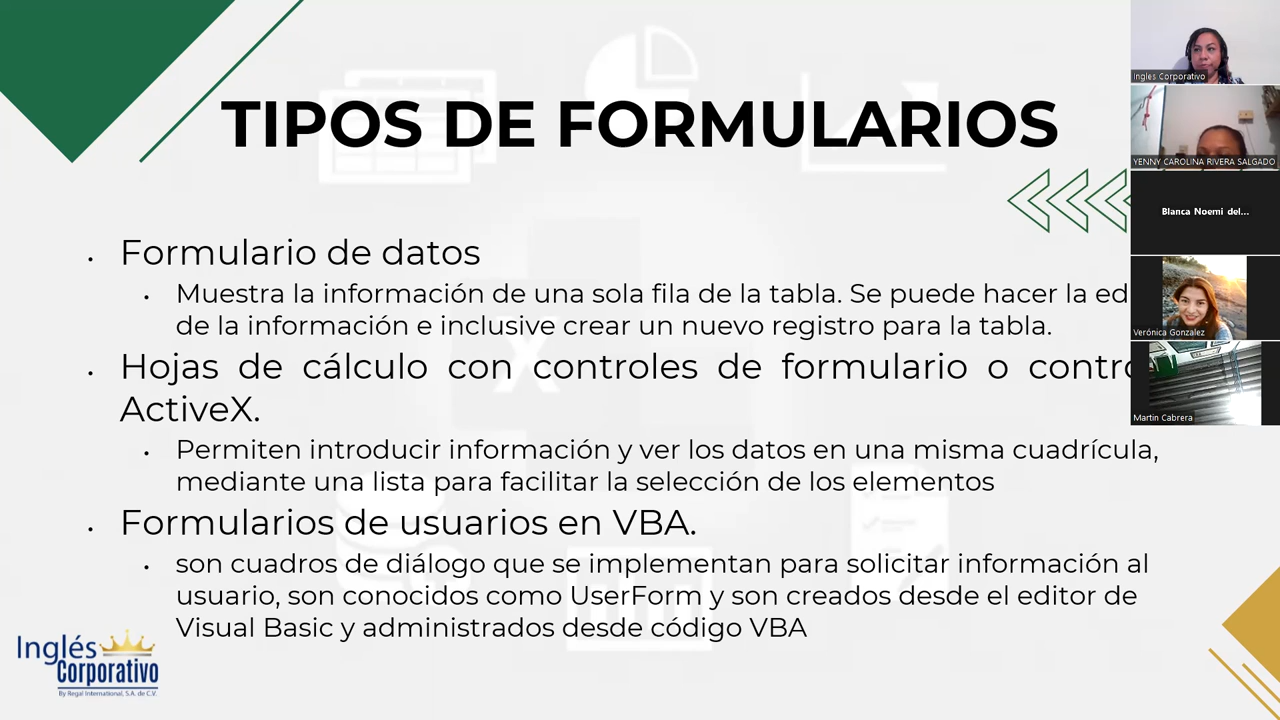 TIPOS DE FORMULARIOS
• Formulario de datos
• Muestra la información de una sola fila de la tabla. Se puede hacer la ed
de la información e inclusive crear un nuevo registro para la tabla.
• Hojas de cálculo con controles de formulario o contro
ActiveX.
• Permiten introducir información y ver los datos en una misma cuadrícula,
mediante una lista para facilitar la selección de los elementos
• Formularios de usuarios en VBA.
• son cuadros de diálogo que se implementan para solicitar información al
usuario, son conocidos como UserForm y son creados desde el editor de
Visual Basic y administrados desde código VBA
Inglés
Corporativo
By Regal International, S.A. de C.V.
Ingles Corporativo
YENNY CAROLINA RIVERA SALGADO
Blanca Noemi del...
Verónica Gonzalez
Martin Cabrera